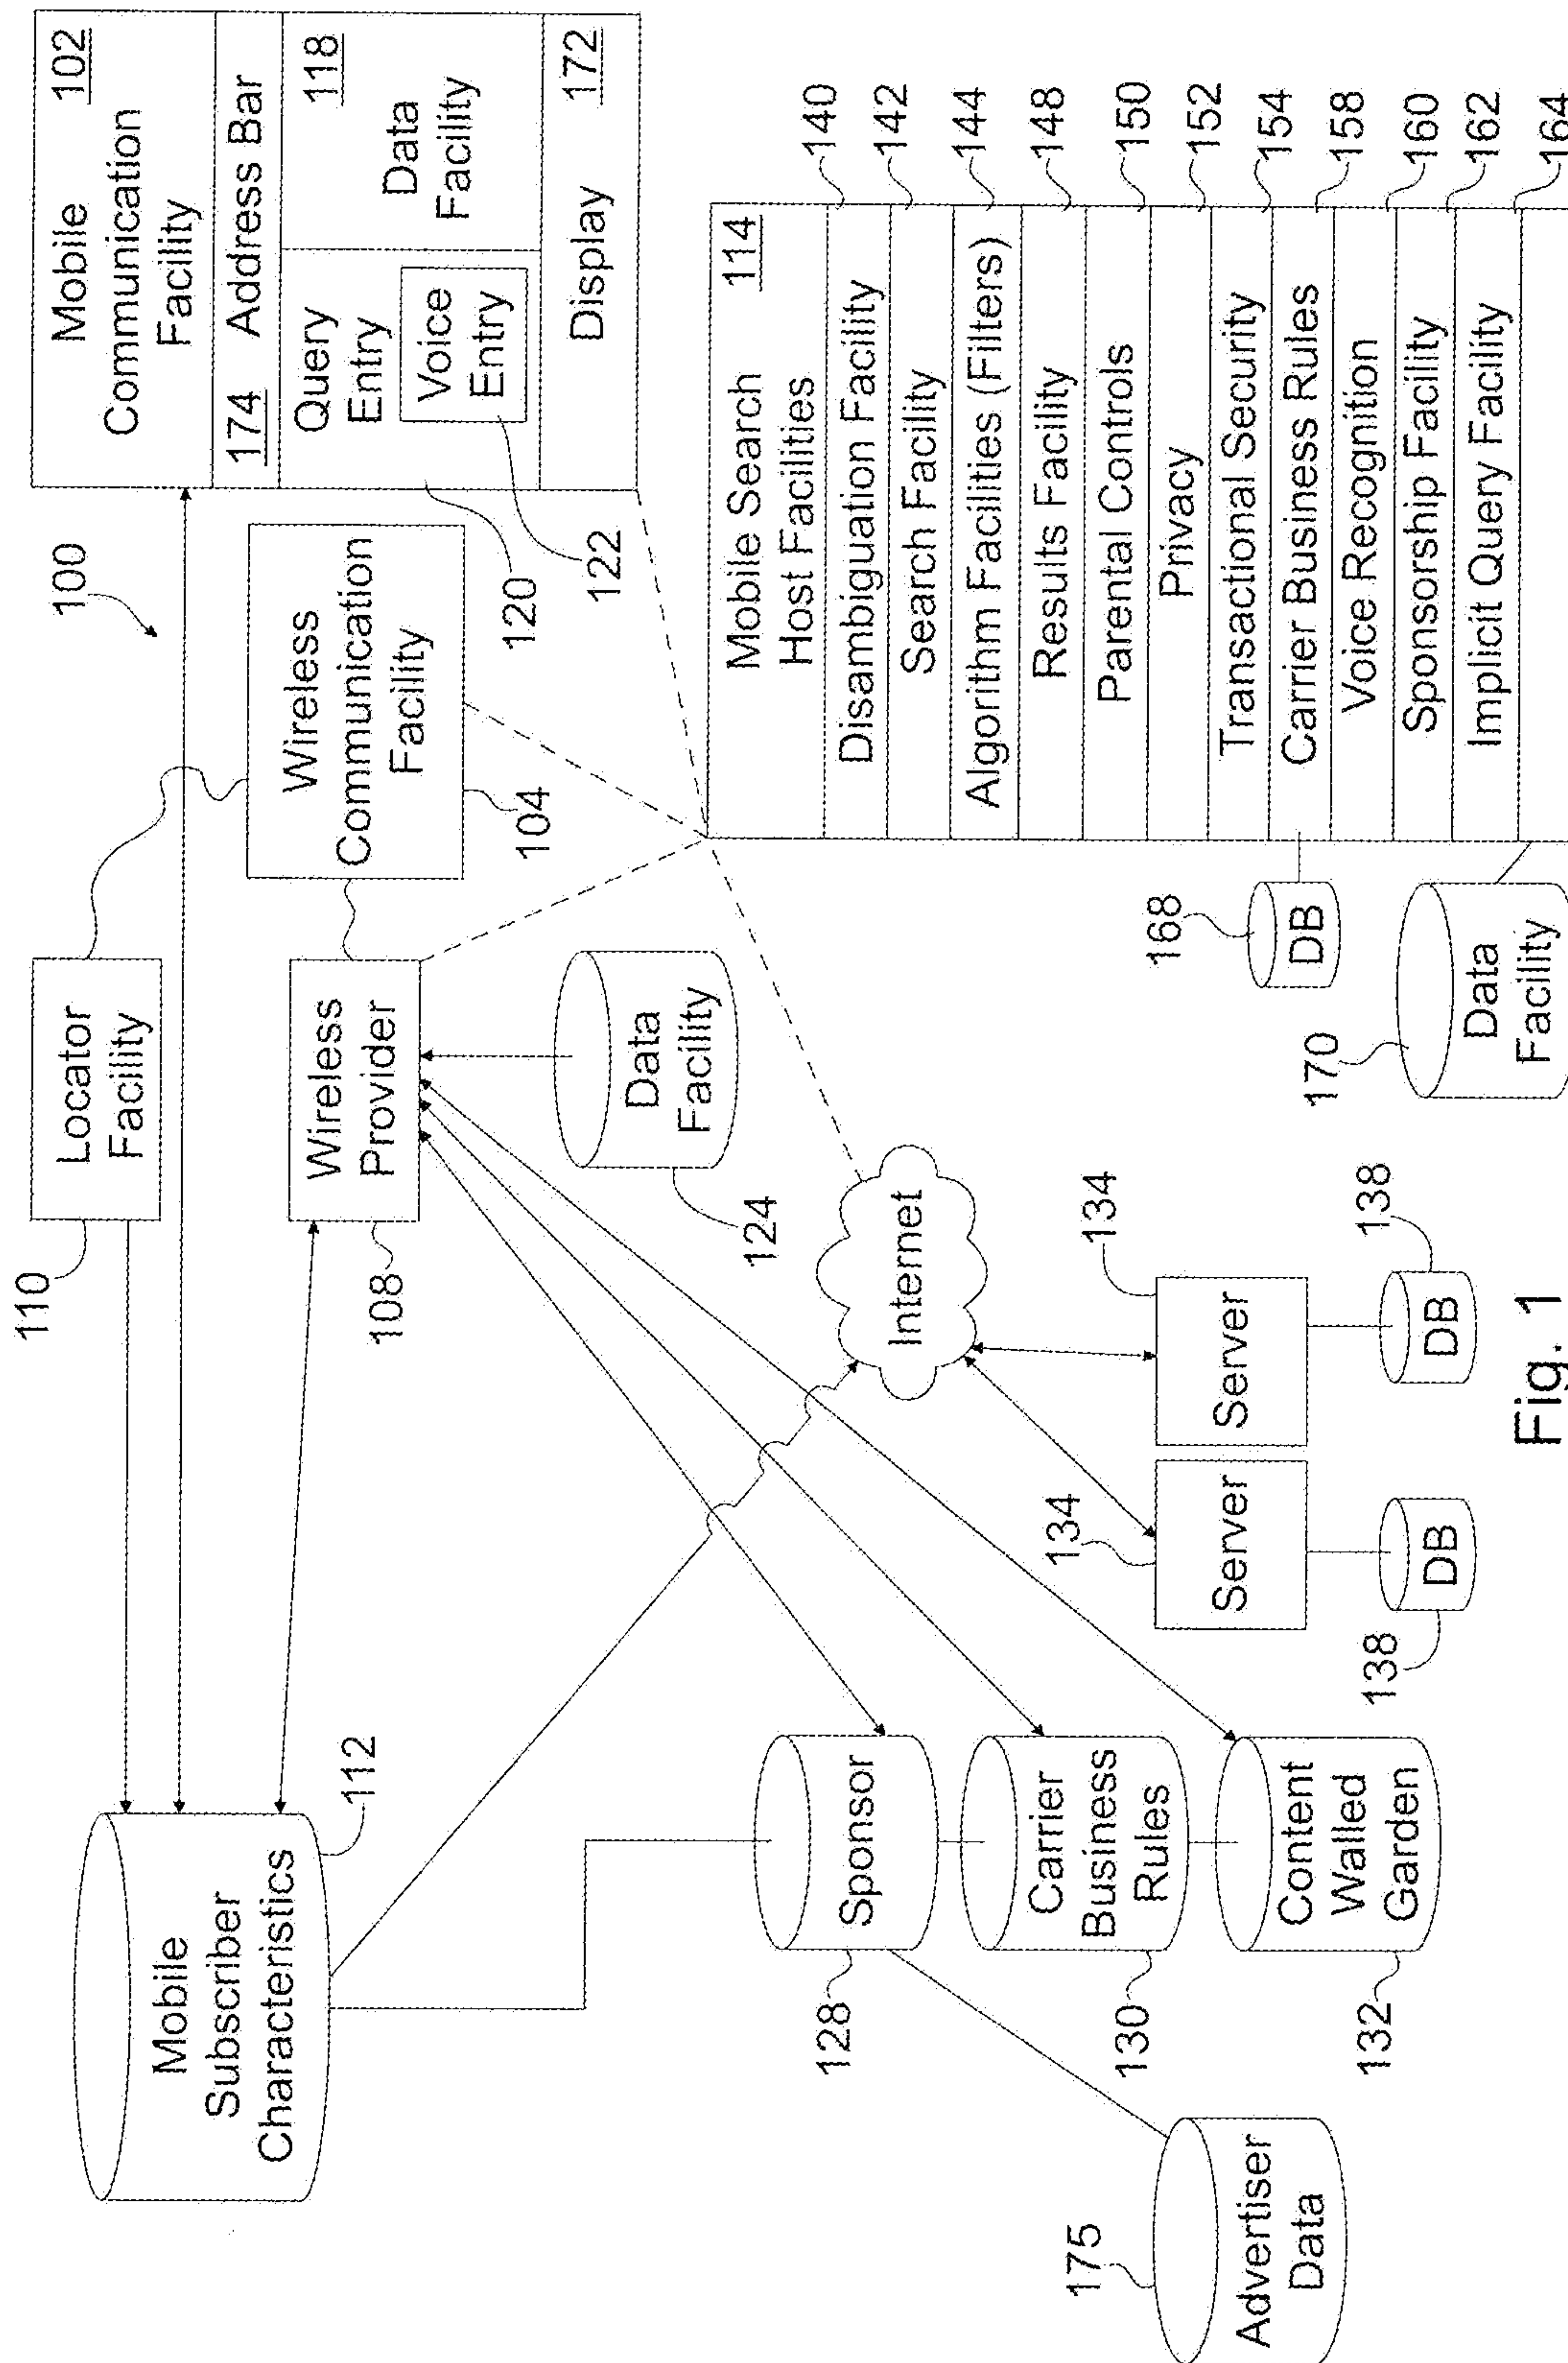 100
110
Locator
Facility
Mobile 102
Communication
Facility
174 Address Bar
Query
Entry
Voice
Entry
118
Data
Facility
Display 172
120
122
Wireless
Communication
Facility
104
Wireless
Provider
108
Data
Facility
124
Mobile
Subscriber
Characteristics
112
Internet
Mobile Search 114
Host Facilities
Disambiguation Facility
Search Facility
Algorithm Facilities (Filters)
Results Facility
Parental Controls
Privacy
Transactional Security
Carrier Business Rules
Voice Recognition
Sponsorship Facility
Implicit Query Facility
140
142
144
148
150
152
154
158
160
162
164
168
DB
170
Data
Facility
Sponsor
128
Carrier
Business
Rules
130
Content
Walled
Garden
132
175
Advertiser
Data
134
Server
138
DB
134
Server
138
DB
Fig. 1